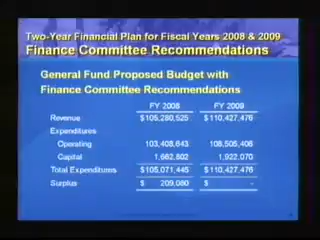 Two-Year Financial Plan for Fiscal Years 2008 & 2009
Finance Committee Recommendations
General Fund Proposed Budget with
Finance Committee Recommendations
FY 2008 FY 2009
Revenue $105,280,525 $110,427,476
Expenditures
Operating 103,408,643 108,505,406
Capital 1,662,802 1,922,070
Total Expenditures $105,071,445 $110,427,476
Surplus $ 209,080 $ -